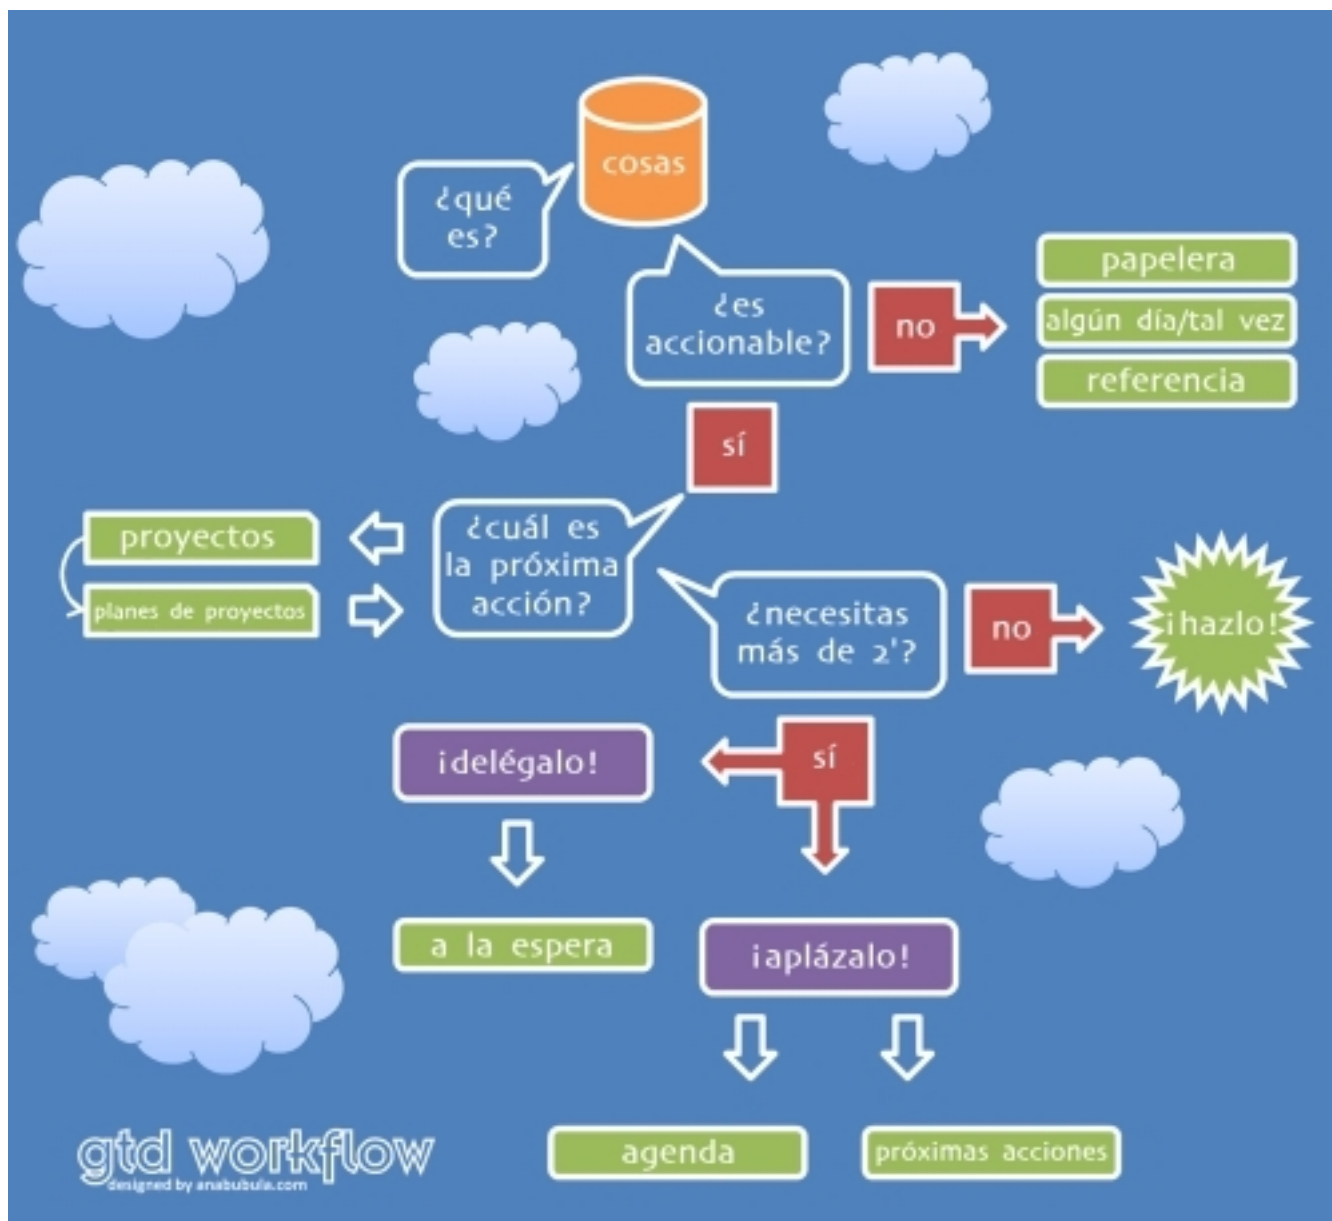 cosas
¿qué
es?
¿es
accionable?
no
papelera
algún día/tal vez
referencia
sí
¿cuál es
la próxima
acción?
proyectos
planes de proyectos
¿necesitas
más de 2'?
no
¡hazlo!
sí
¡delégalo!
a la espera
¡aplázalo!
agenda
próximas acciones
gtd workflow
designed by anabubula.com